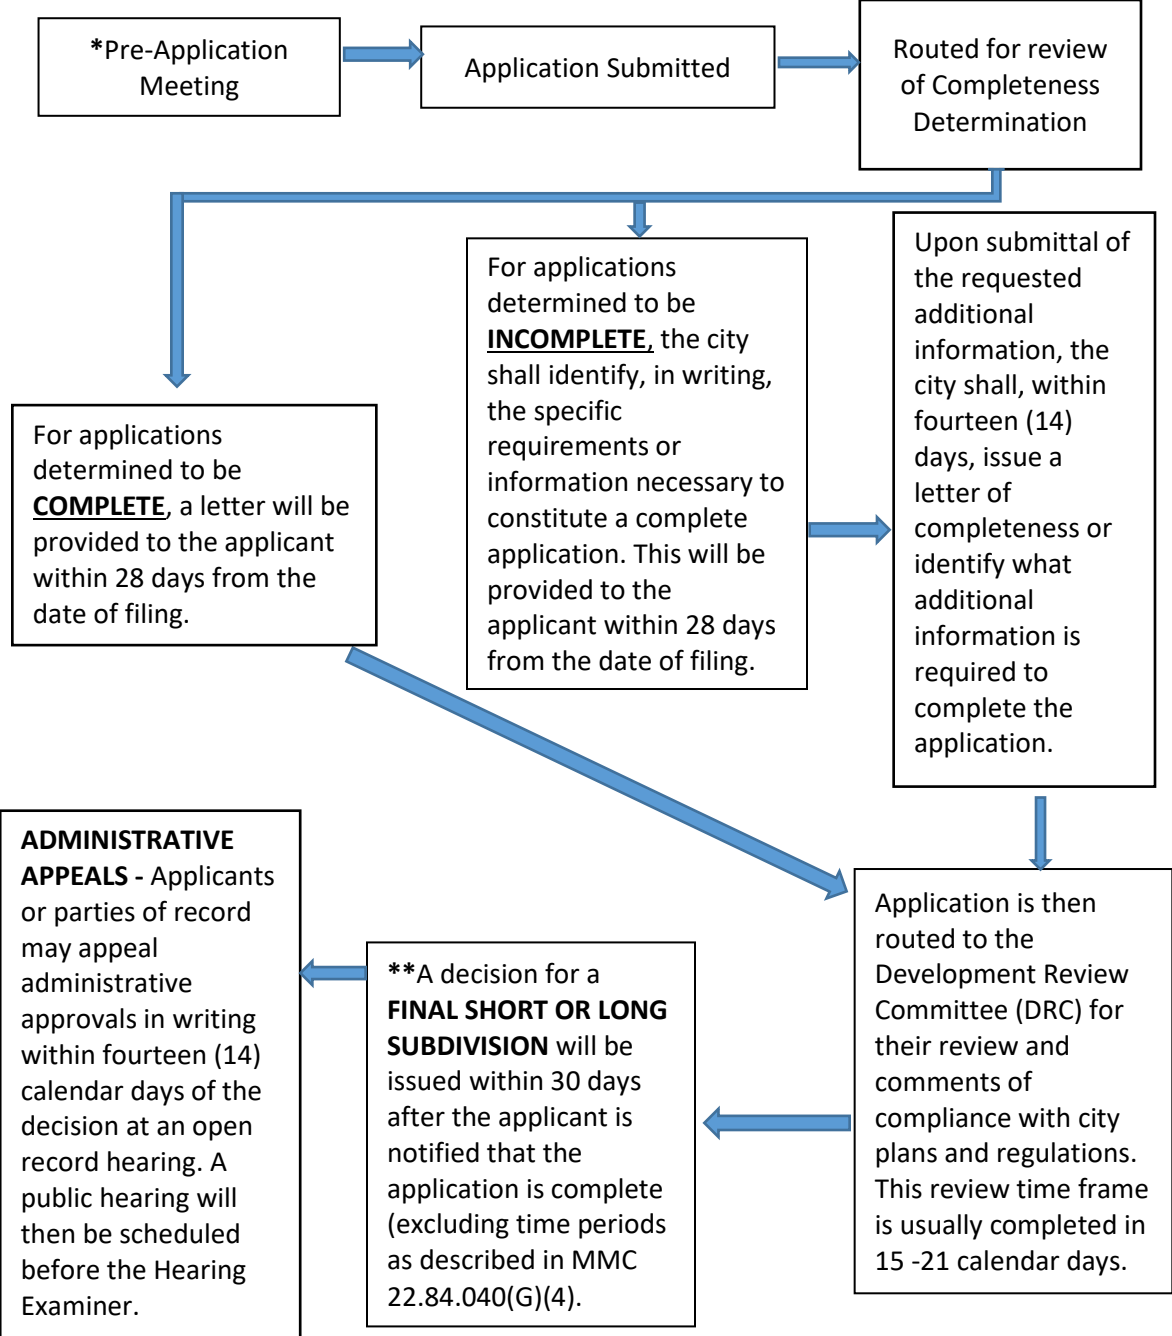 *Pre-Application
Meeting
Application Submitted
Routed for review
of Completeness
Determination
For applications
determined to be
COMPLETE, a letter will be
provided to the applicant
within 28 days from the
date of filing.
For applications
determined to be
INCOMPLETE, the city
shall identify, in writing,
the specific
requirements or
information necessary to
constitute a complete
application. This will be
provided to the
applicant within 28 days
from the date of filing.
Upon submittal of
the requested
additional
information, the
city shall, within
fourteen (14)
days, issue a
letter of
completeness or
identify what
additional
information is
required to
complete the
application.
Application is then
routed to the
Development Review
Committee (DRC) for
their review and
comments of
compliance with city
plans and regulations.
This review time frame
is usually completed in
15 -21 calendar days.
**A decision for a
FINAL SHORT OR LONG
SUBDIVISION will be
issued within 30 days
after the applicant is
notified that the
application is complete
(excluding time periods
as described in MMC
22.84.040(G)(4).
ADMINISTRATIVE
APPEALS - Applicants
or parties of record
may appeal
administrative
approvals in writing
within fourteen (14)
calendar days of the
decision at an open
record hearing. A
public hearing will
then be scheduled
before the Hearing
Examiner.